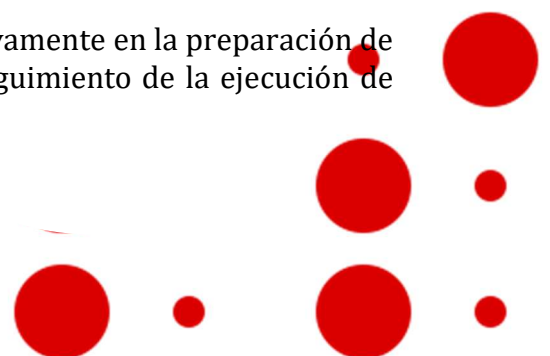 vamente en la preparación de
guimiento de la ejecución de